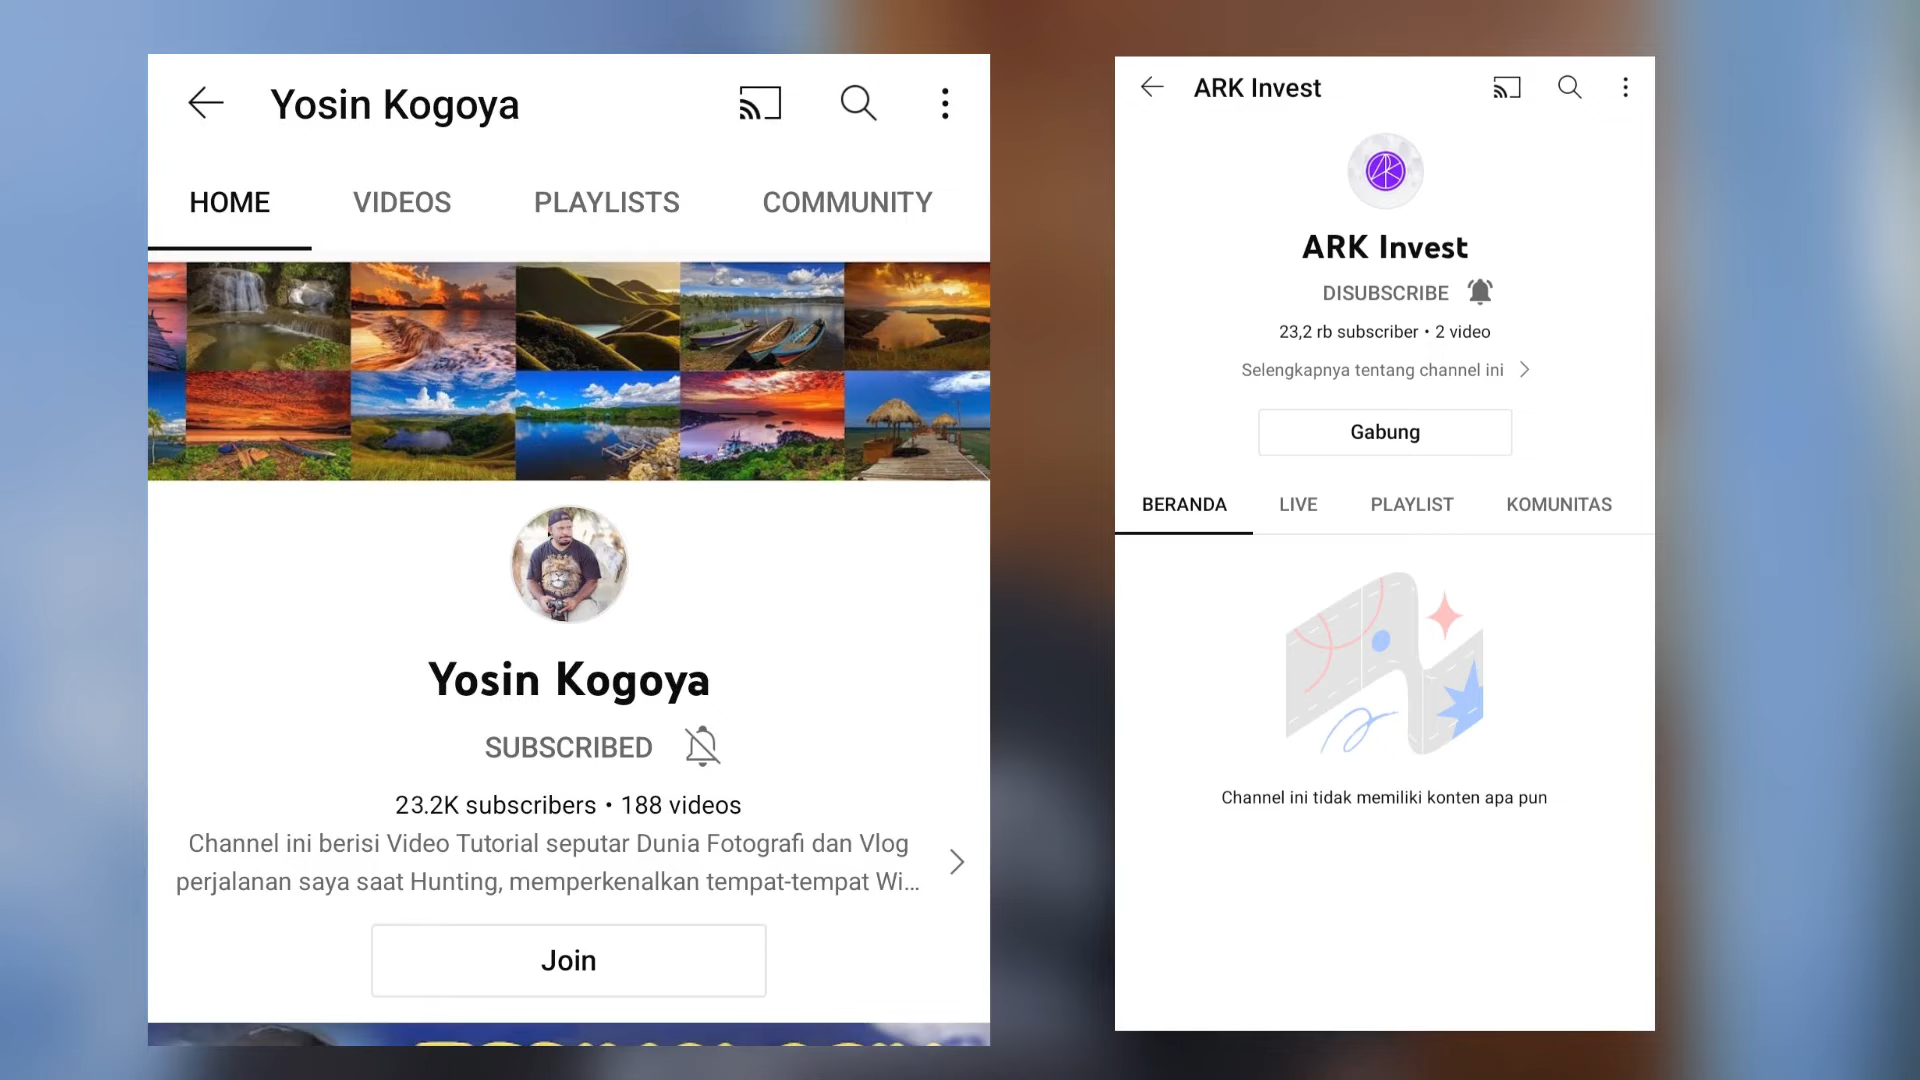 Yosin Kogoya
HOME VIDEOS PLAYLISTS COMMUNITY
Yosin Kogoya
SUBSCRIBED
23.2K subscribers • 188 videos
Channel ini berisi Video Tutorial seputar Dunia Fotografi dan Vlog
perjalanan saya saat Hunting, memperkenalkan tempat-tempat Wi...
Join
ARK Invest
ARK Invest
DISUBSCRIBE
23,2 rb subscriber • 2 video
Selengkapnya tentang channel ini
Gabung
BERANDA LIVE PLAYLIST KOMUNITAS
Channel ini tidak memiliki konten apa pun